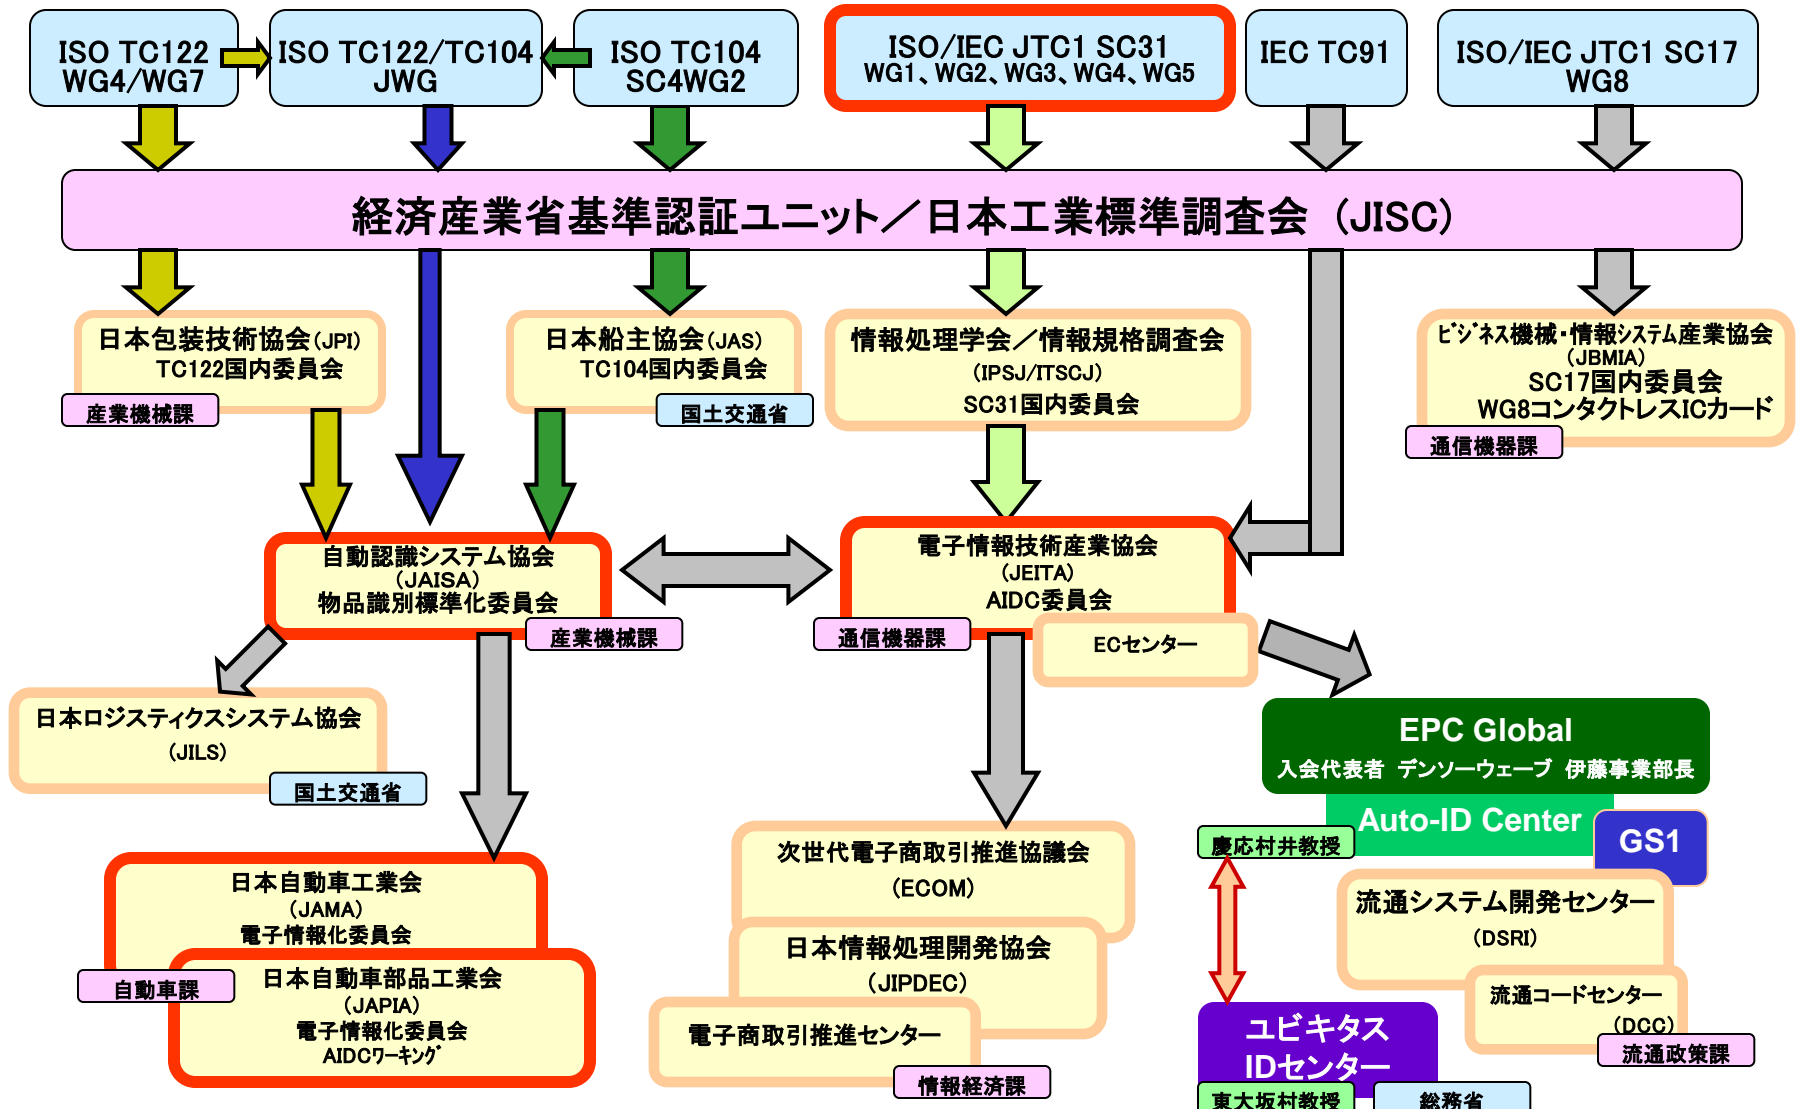 ISO TC122
WG4/WG7
ISO TC122/TC104
JWG
ISO TC104
SC4WG2
ISO/IEC JTC1 SC31
WG1、WG2、WG3、WG4、WG5
IEC TC91
ISO/IEC JTC1 SC17
WG8
経済産業省基準認証ユニット／日本工業標準調査会 (JISC)
日本包装技術協会(JPI)
TC122国内委員会
産業機械課
日本船主協会(JAS)
TC104国内委員会
国土交通省
情報処理学会／情報規格調査会
(IPSJ/ITSCJ)
SC31国内委員会
ﾋﾞｼﾞﾈｽ機械・情報ｼｽﾃﾑ産業協会
(JBMIA)
SC17国内委員会
WG8コンタクトレスICカード
通信機器課
自動認識システム協会
(JAISA)
物品識別標準化委員会
産業機械課
電子情報技術産業協会
(JEITA)
AIDC委員会
通信機器課
ECセンター
日本ロジスティクスシステム協会
(JILS)
国土交通省
EPC Global
入会代表者 デンソーウェーブ 伊藤事業部長
Auto-ID Center
GS1
慶応村井教授
日本自動車工業会
(JAMA)
電子情報化委員会
自動車課
日本自動車部品工業会
(JAPIA)
電子情報化委員会
AIDCﾜｰｷﾝｸﾞ
次世代電子商取引推進協議会
(ECOM)
日本情報処理開発協会
(JIPDEC)
電子商取引推進センター
情報経済課
流通システム開発センター
(DSRI)
流通コードセンター
(DCC)
流通政策課
ユビキタス
IDセンター
東大坂村教授
総務省